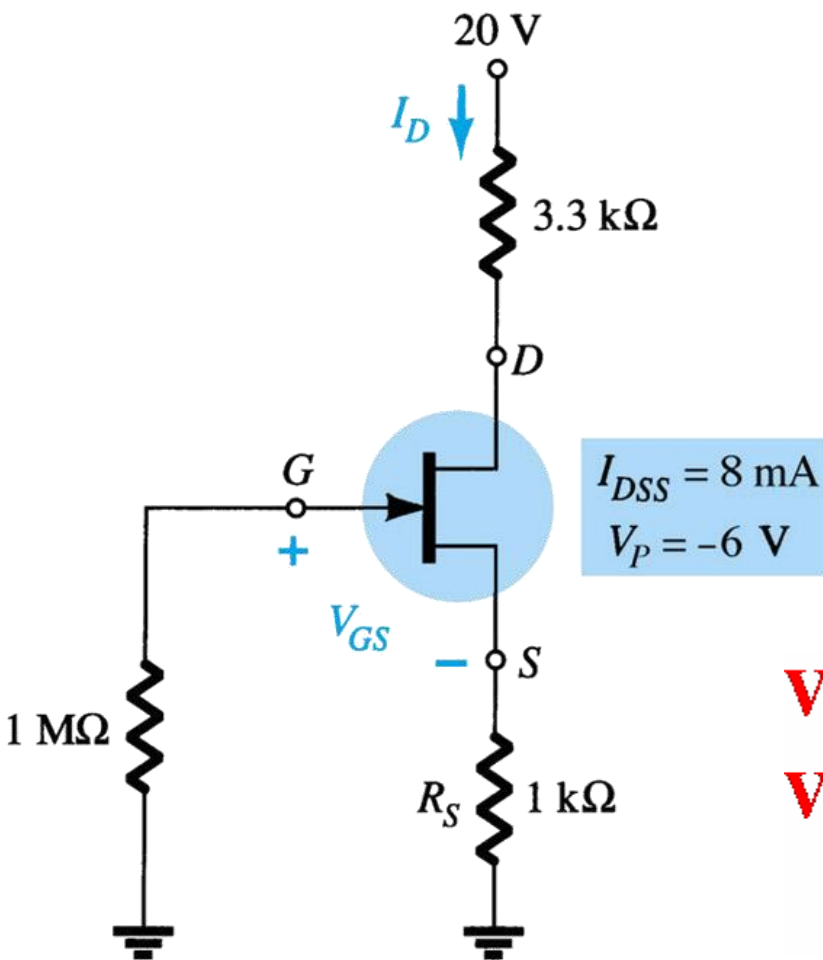 20 V
I_D
3.3 kΩ
D
G
I_DSS = 8 mA
+
V_P = –6 V
V_GS
– S
V
1 MΩ
V
R_S 1 kΩ